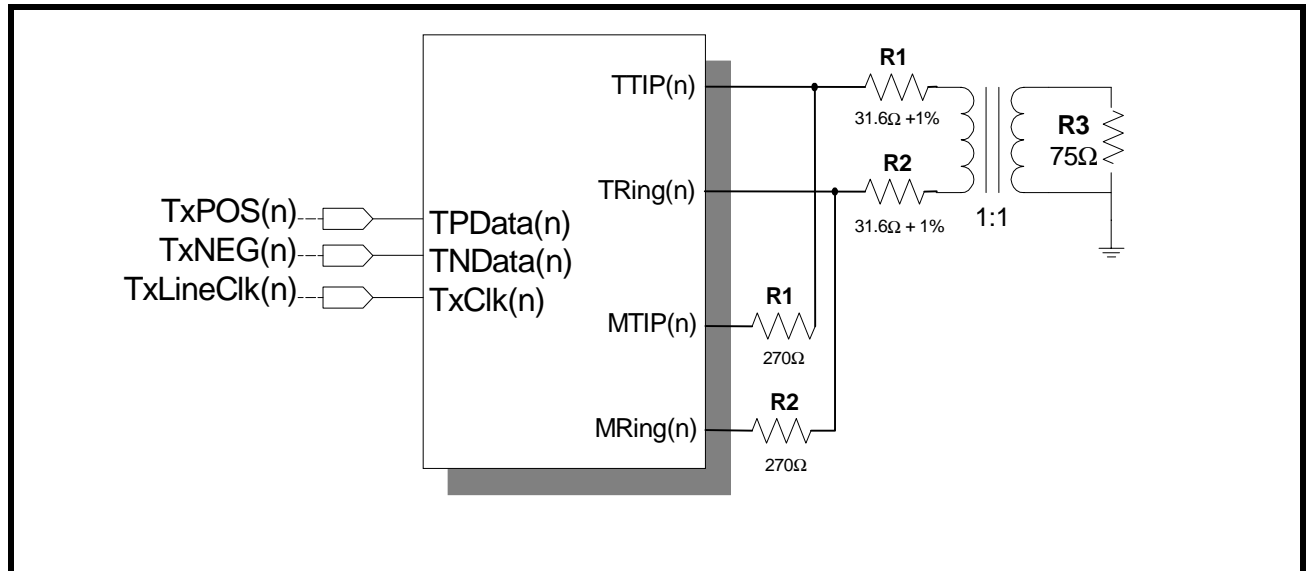 TTIP(n)
R1
31.6Ω +1%
R3
75Ω
TRing(n)
R2
31.6Ω + 1%
1:1
TxPOS(n)
TPData(n)
TxNEG(n)
TNData(n)
TxLineClk(n)
TxClk(n)
MTIP(n)
R1
270Ω
MRing(n)
R2
270Ω